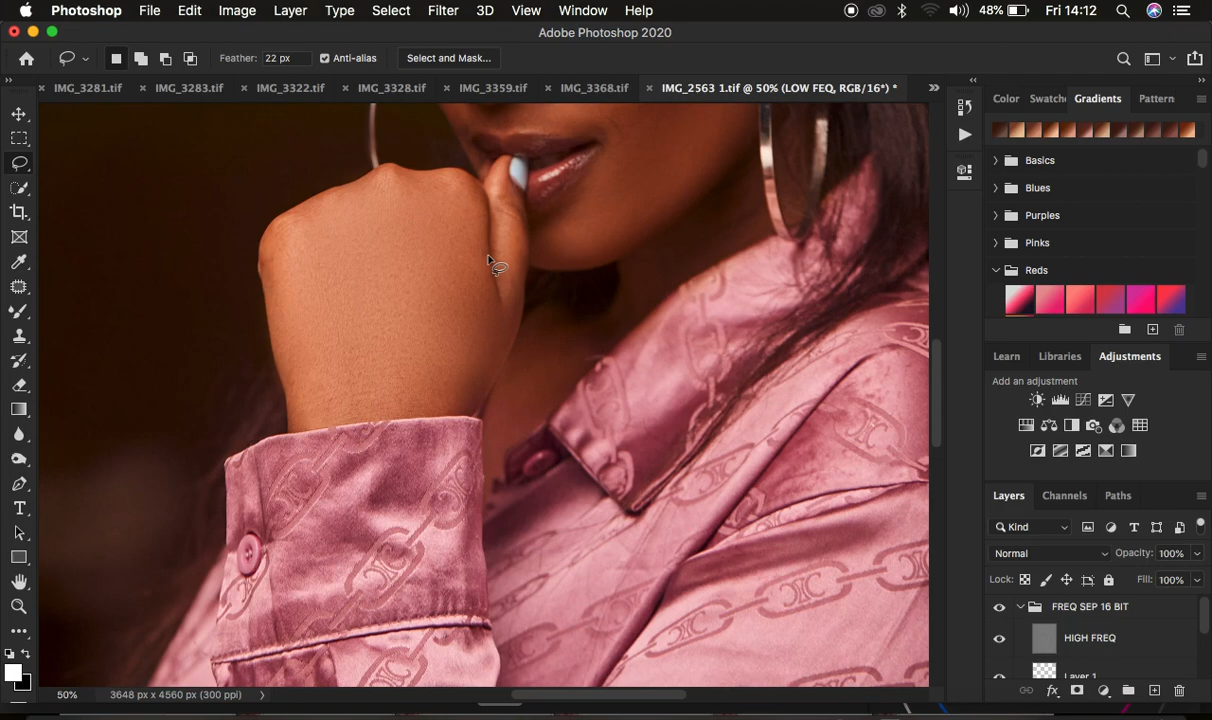 Photoshop File Edit Image Layer Type Select Filter 3D View Window Help 48% Fri 14:12
Adobe Photoshop 2020
Feather: 22 px Anti-alias Select and Mask...
IMG_3281.tif IMG_3283.tif IMG_3322.tif IMG_3328.tif IMG_3359.tif IMG_3368.tif IMG_2563 1.tif @ 50% (LOW FEQ, RGB/16*) *
Color Swatche Gradients Pattern
Basics
Blues
Purples
Pinks
Reds
Learn Libraries Adjustments
Add an adjustment
Layers Channels Paths
Kind
Normal Opacity: 100%
Lock: Fill: 100%
FREQ SEP 16 BIT
HIGH FREQ
Layer 1
50% 3648 px x 4560 px (300 ppi)